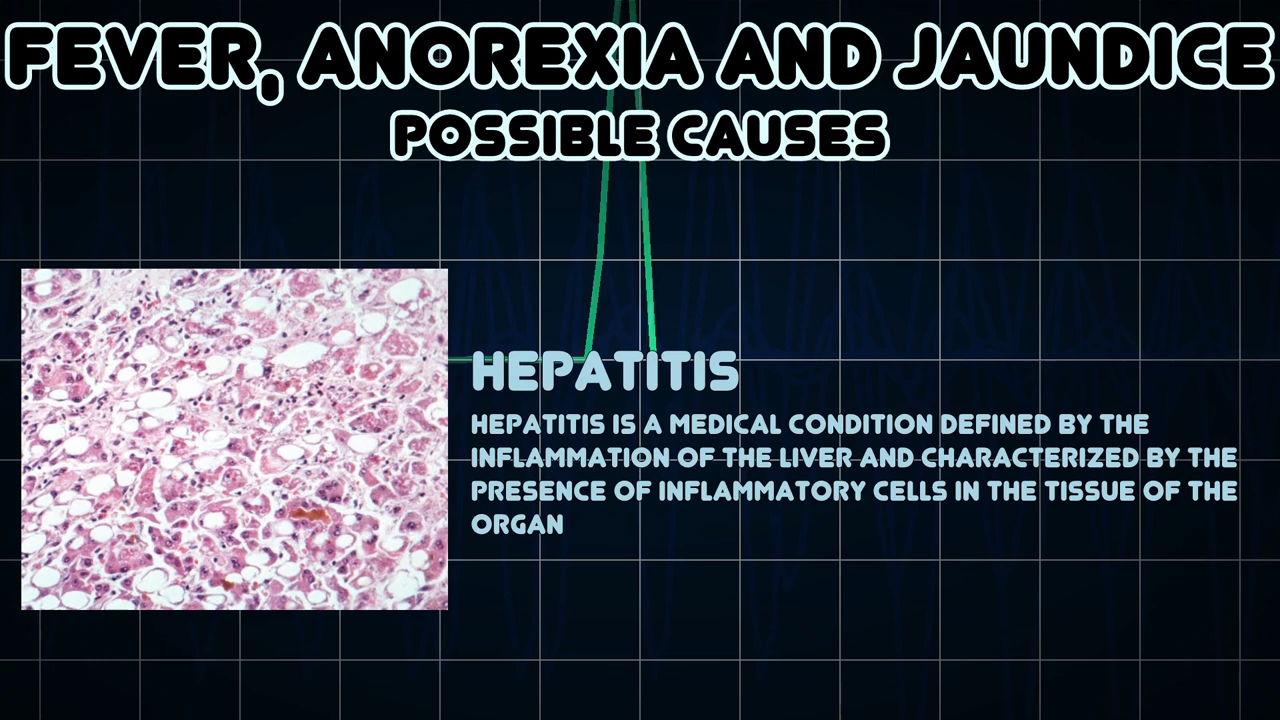 FEVER, ANOREXIA AND JAUNDICE
POSSIBLE CAUSES
HEPATITIS
HEPATITIS IS A MEDICAL CONDITION DEFINED BY THE
INFLAMMATION OF THE LIVER AND CHARACTERIZED BY THE
PRESENCE OF INFLAMMATORY CELLS IN THE TISSUE OF THE
ORGAN